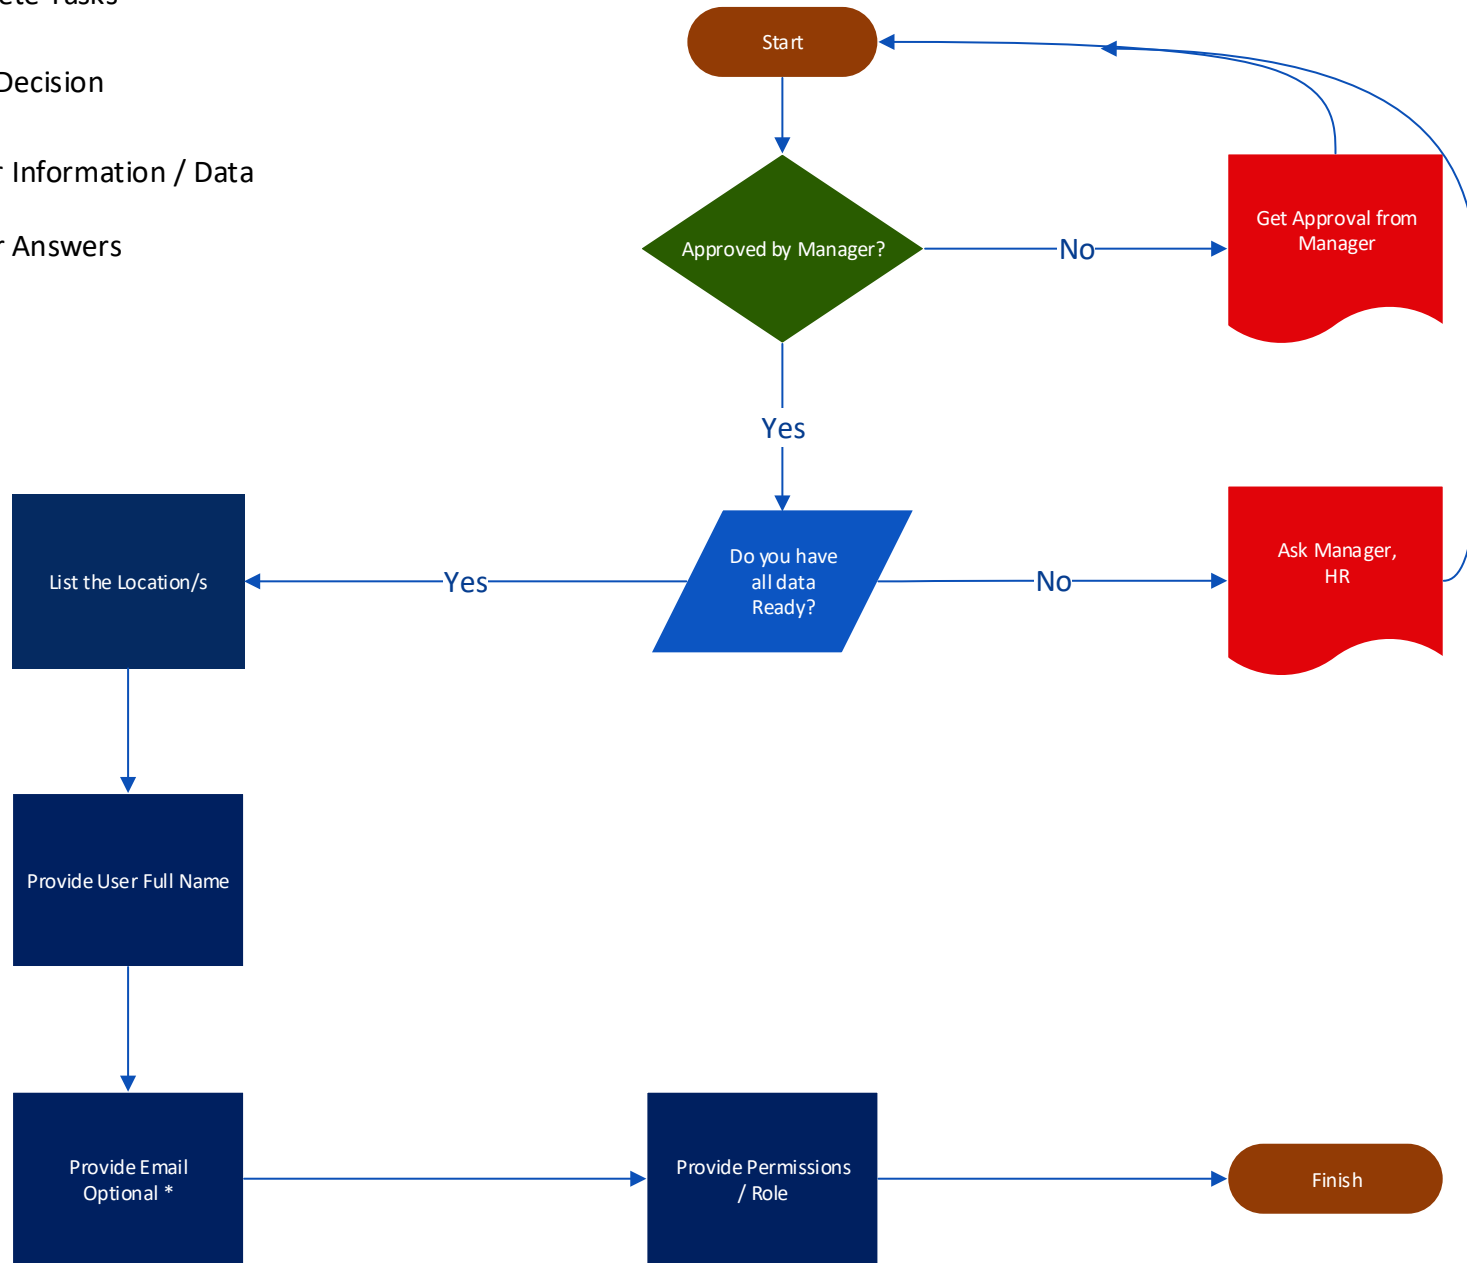 Tasks
Decision
Information / Data
Answers
Start
Approved by Manager?
No
Get Approval from
Manager
Yes
Do you have
all data
Ready?
Yes
No
List the Location/s
Ask Manager,
HR
Provide User Full Name
Provide Email
Optional *
Provide Permissions
/ Role
Finish